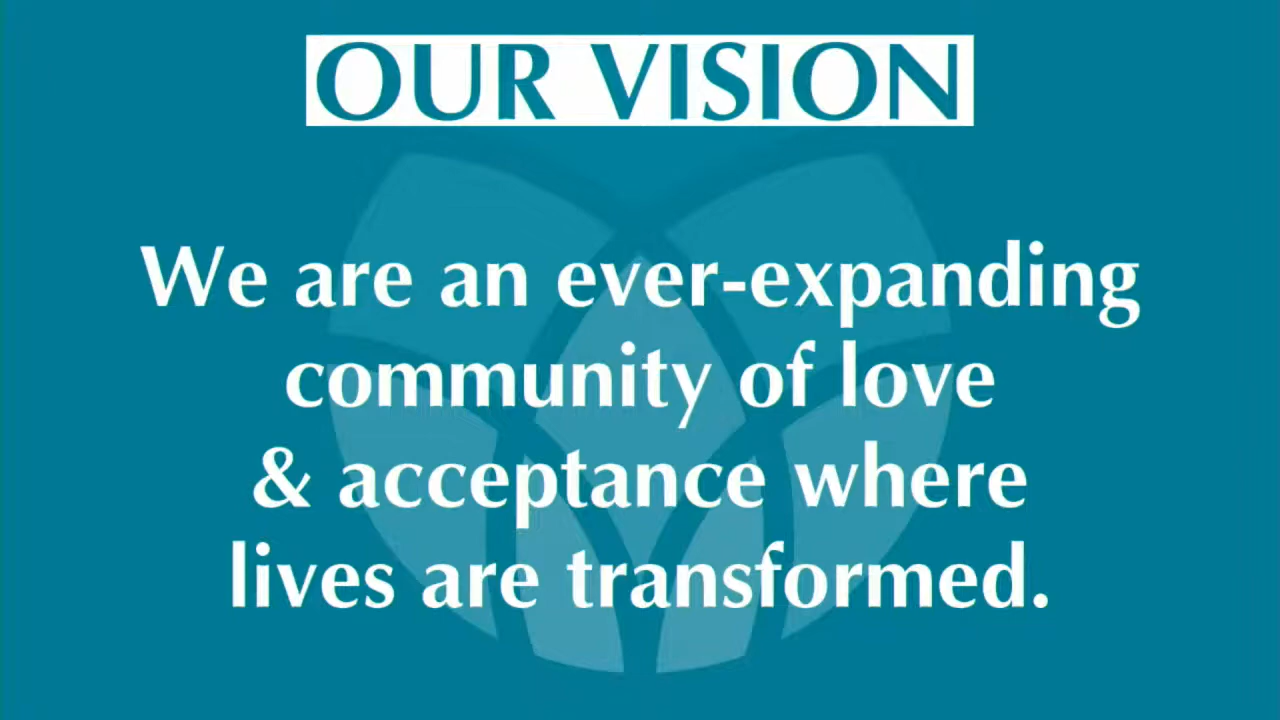 OUR VISION
We are an ever-expanding
community of love
& acceptance where
lives are transformed.